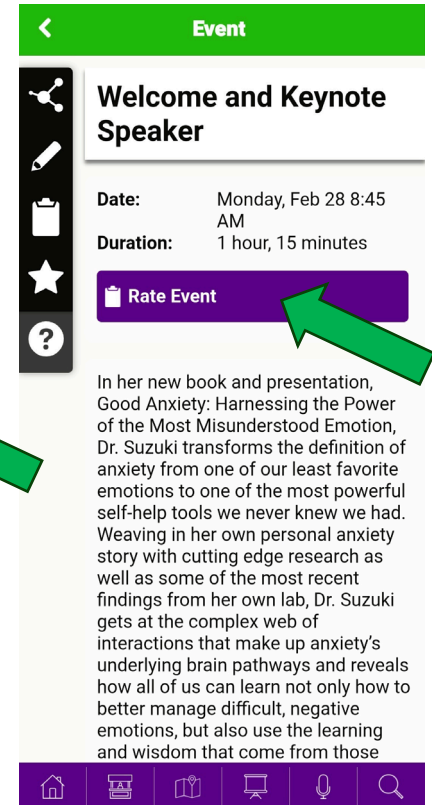 Event
Welcome and Keynote
Speaker
Date: Monday, Feb 28 8:45
AM
Duration: 1 hour, 15 minutes
Rate Event
?
In her new book and presentation,
Good Anxiety: Harnessing the Power
of the Most Misunderstood Emotion,
Dr. Suzuki transforms the definition of
anxiety from one of our least favorite
emotions to one of the most powerful
self-help tools we never knew we had.
Weaving in her own personal anxiety
story with cutting edge research as
well as some of the most recent
findings from her own lab, Dr. Suzuki
gets at the complex web of
interactions that make up anxiety's
underlying brain pathways and reveals
how all of us can learn not only how to
better manage difficult, negative
emotions, but also use the learning
and wisdom that come from those